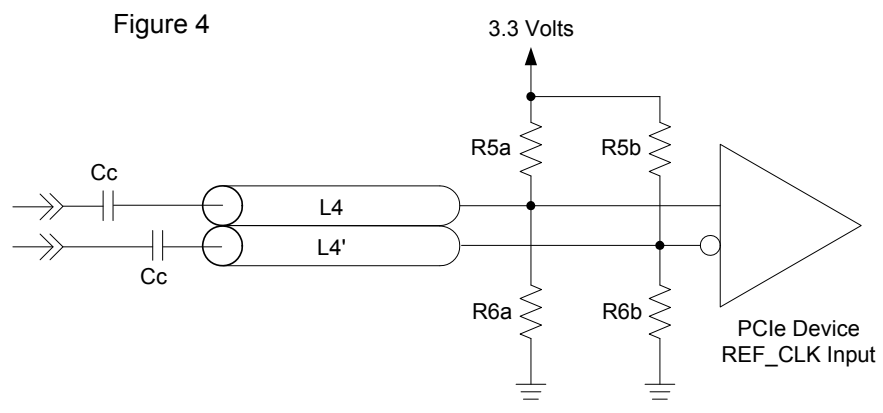 Figure 4
3.3 Volts
R5a
R5b
Cc
L4
L4'
Cc
R6a
R6b
PCIe Device
REF_CLK Input